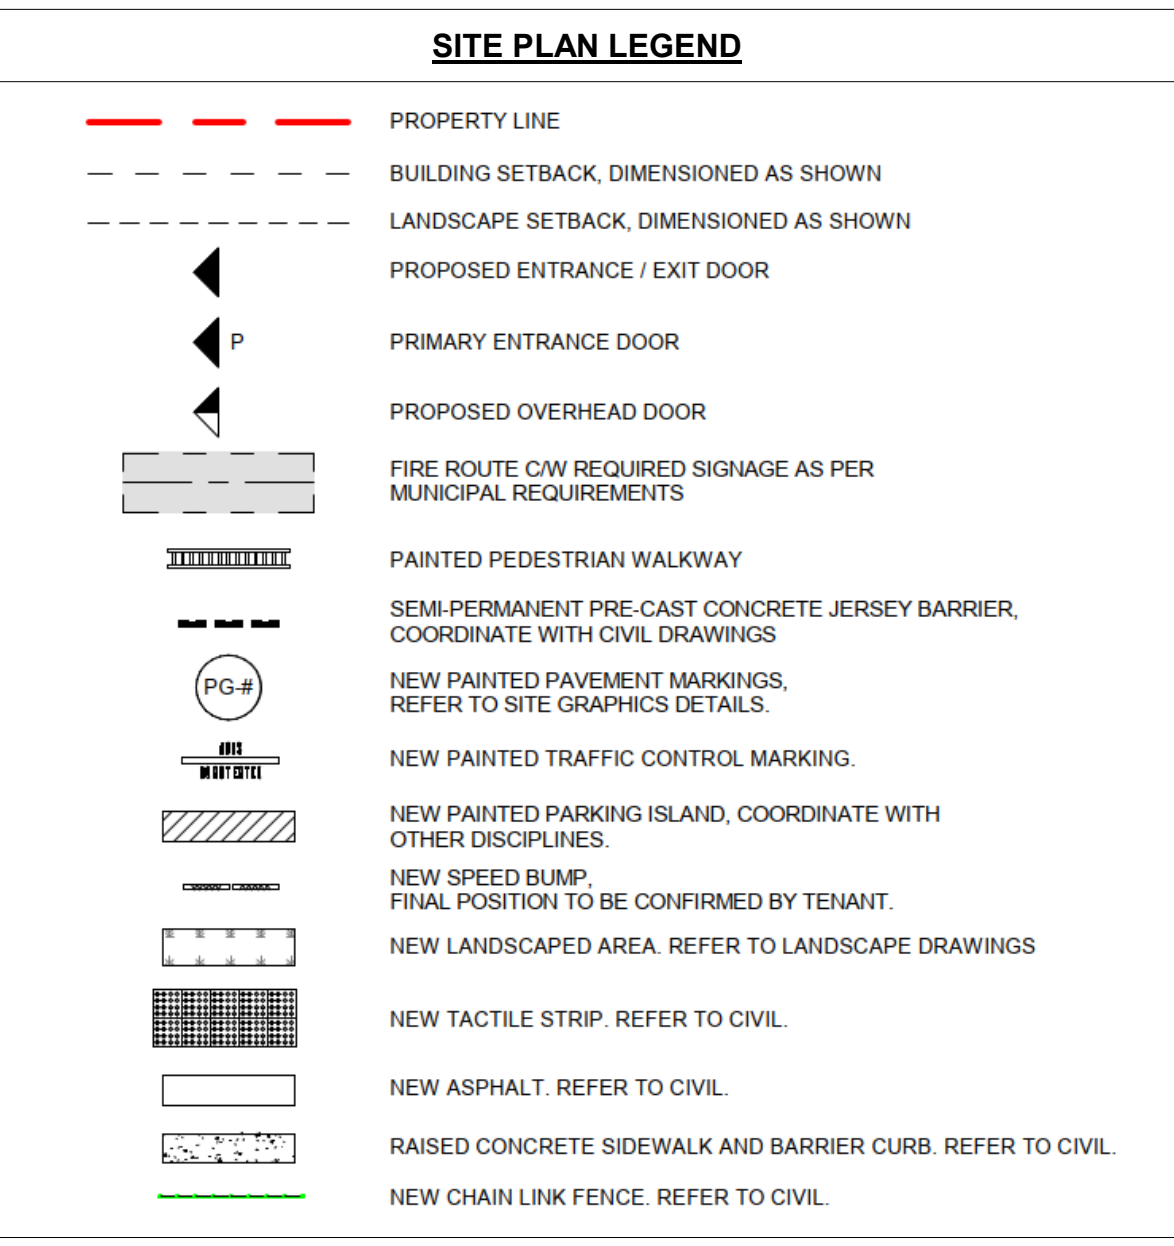 SITE PLAN LEGEND
PROPERTY LINE
BUILDING SETBACK, DIMENSIONED AS SHOWN
LANDSCAPE SETBACK, DIMENSIONED AS SHOWN
PROPOSED ENTRANCE / EXIT DOOR
P PRIMARY ENTRANCE DOOR
PROPOSED OVERHEAD DOOR
FIRE ROUTE C/W REQUIRED SIGNAGE AS PER
MUNICIPAL REQUIREMENTS
PAINTED PEDESTRIAN WALKWAY
SEMI-PERMANENT PRE-CAST CONCRETE JERSEY BARRIER,
COORDINATE WITH CIVIL DRAWINGS
PG-#
NEW PAINTED PAVEMENT MARKINGS,
REFER TO SITE GRAPHICS DETAILS.
NEW PAINTED TRAFFIC CONTROL MARKING.
NEW PAINTED PARKING ISLAND, COORDINATE WITH
OTHER DISCIPLINES.
NEW SPEED BUMP,
FINAL POSITION TO BE CONFIRMED BY TENANT.
NEW LANDSCAPED AREA. REFER TO LANDSCAPE DRAWINGS
NEW TACTILE STRIP. REFER TO CIVIL.
NEW ASPHALT. REFER TO CIVIL.
RAISED CONCRETE SIDEWALK AND BARRIER CURB. REFER TO CIVIL.
NEW CHAIN LINK FENCE. REFER TO CIVIL.